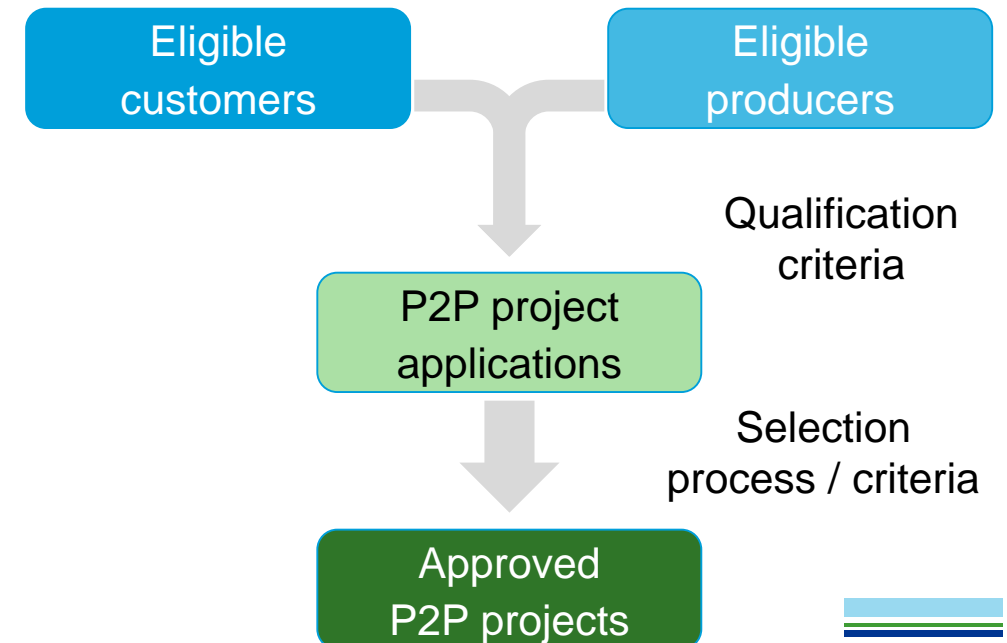 Eligible
customers
Eligible
producers
Qualification
criteria
P2P project
applications
Selection
process / criteria
Approved
P2P projects